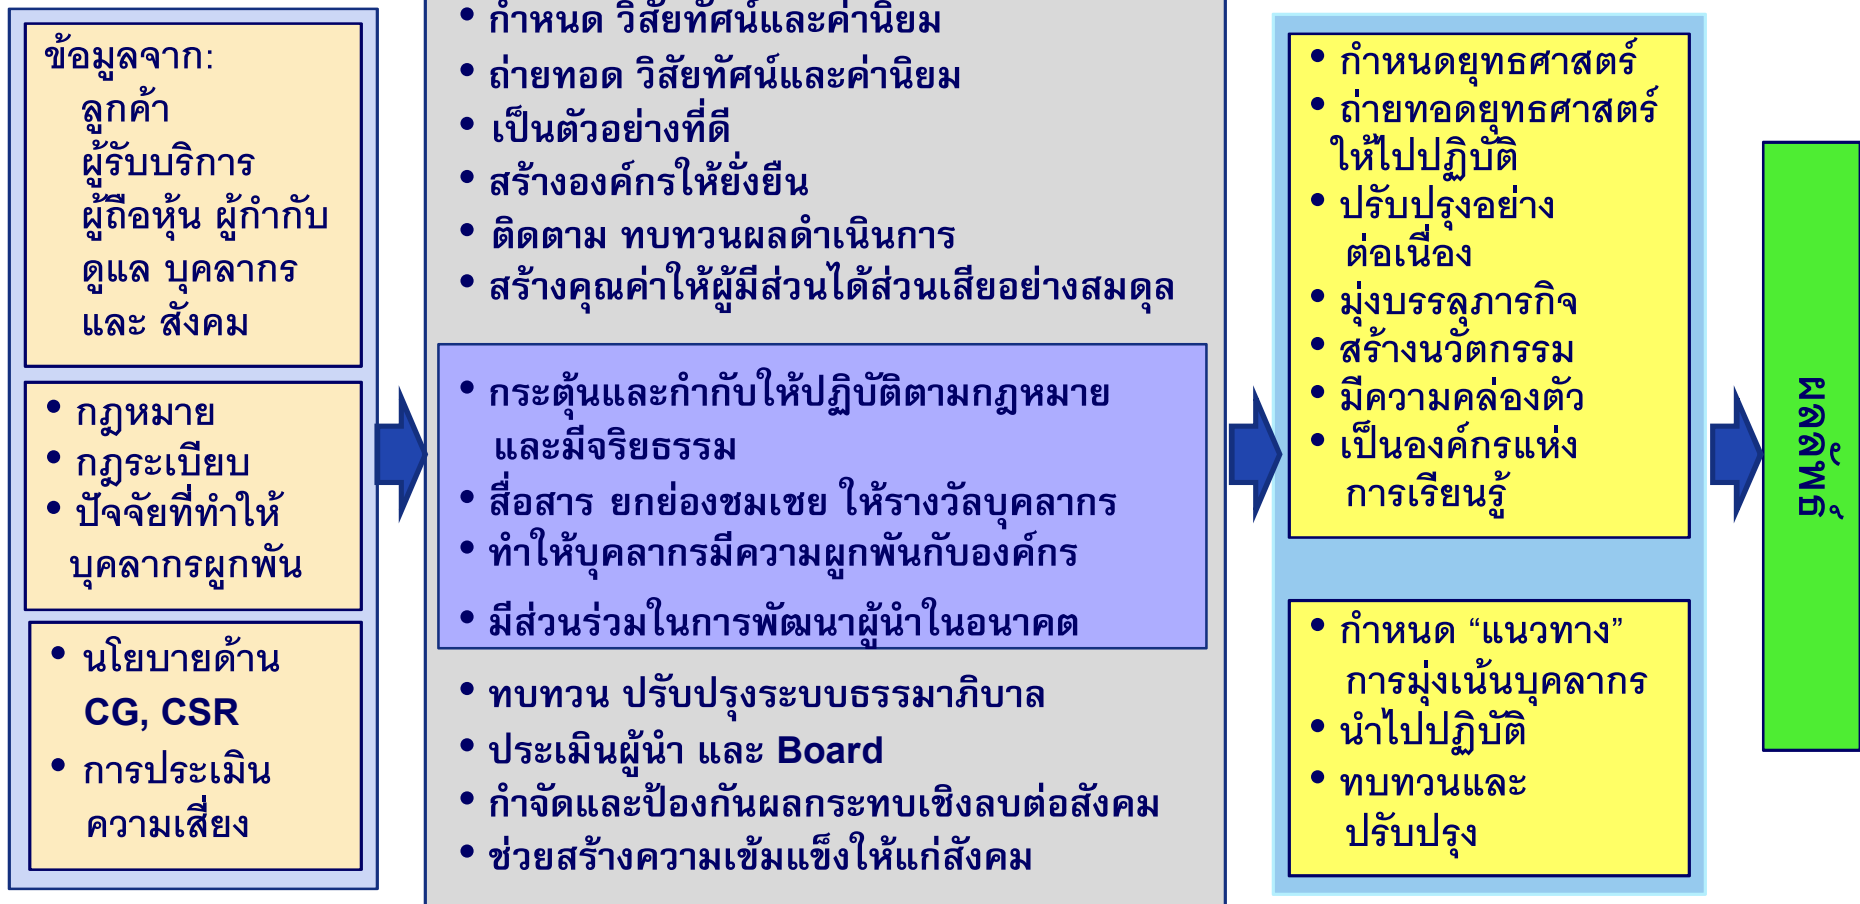 ข้อมูลจาก:
ลูกค้า
ผู้รับบริการ
ผู้ถือหุ้น ผู้กำกับ
ดูแล บุคลากร
และ สังคม
• กฎหมาย
• กฎระเบียบ
• ปัจจัยที่ทำให้
บุคลากรผูกพัน
• นโยบายด้าน
CG, CSR
• การประเมิน
ความเสี่ยง
• กำหนด วิสัยทัศน์และค่านิยม
• ถ่ายทอด วิสัยทัศน์และค่านิยม
• เป็นตัวอย่างที่ดี
• สร้างองค์กรให้ยั่งยืน
• ติดตาม ทบทวนผลดำเนินการ
• สร้างคุณค่าให้ผู้มีส่วนได้ส่วนเสียอย่างสมดุล
• กระตุ้นและกำกับให้ปฏิบัติตามกฎหมาย
และมีจริยธรรม
• สื่อสาร ยกย่องชมเชย ให้รางวัลบุคลากร
• ทำให้บุคลากรมีความผูกพันกับองค์กร
• มีส่วนร่วมในการพัฒนาผู้นำในอนาคต
• ทบทวน ปรับปรุงระบบธรรมาภิบาล
• ประเมินผู้นำ และ Board
• กำจัดและป้องกันผลกระทบเชิงลบต่อสังคม
• ช่วยสร้างความเข้มแข็งให้แก่สังคม
• กำหนดยุทธศาสตร์
• ถ่ายทอดยุทธศาสตร์
ให้ไปปฏิบัติ
• ปรับปรุงอย่าง
ต่อเนื่อง
• มุ่งบรรลุภารกิจ
• สร้างนวัตกรรม
• มีความคล่องตัว
• เป็นองค์กรแห่ง
การเรียนรู้
• กำหนด “แนวทาง”
การมุ่งเน้นบุคลากร
• นำไปปฏิบัติ
• ทบทวนและ
ปรับปรุง
ผลลัพธ์